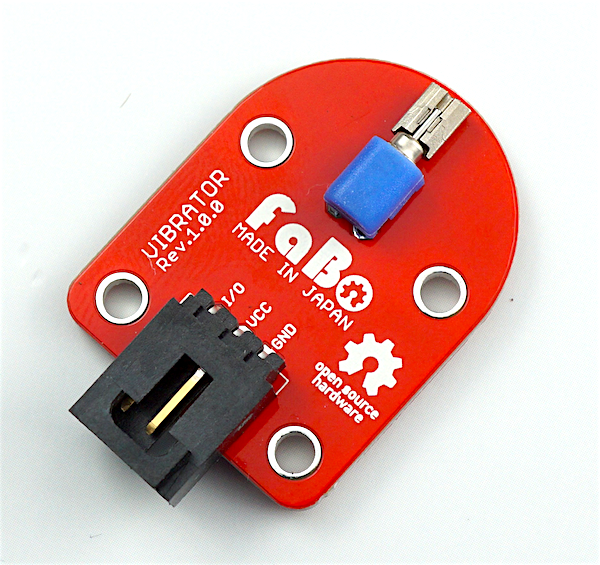 VIBRATOR
Rev.1.0.0
FaBo
MADE IN JAPAN
I/O
VCC
GND
open source
hardware